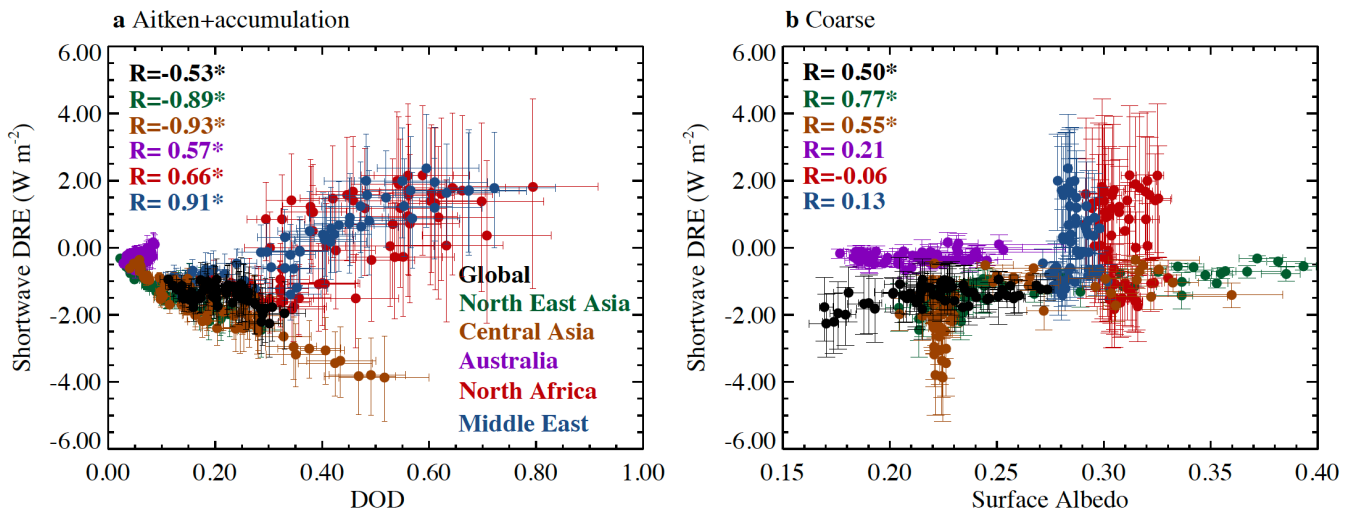 a Aitken+accumulation
6.00
4.00
2.00
0.00
-2.00
-4.00
-6.00
Shortwave DRE (W m-2)
R=-0.53*
R=-0.89*
R=-0.93*
R= 0.57*
R= 0.66*
R= 0.91*
Global
North East Asia
Central Asia
Australia
North Africa
Middle East
0.00 0.20 0.40 0.60 0.80 1.00
DOD
b Coarse
6.00
4.00
2.00
0.00
-2.00
-4.00
-6.00
Shortwave DRE (W m-2)
R= 0.50*
R= 0.77*
R= 0.55*
R= 0.21
R=-0.06
R= 0.13
0.15 0.20 0.25 0.30 0.35 0.40
Surface Albedo